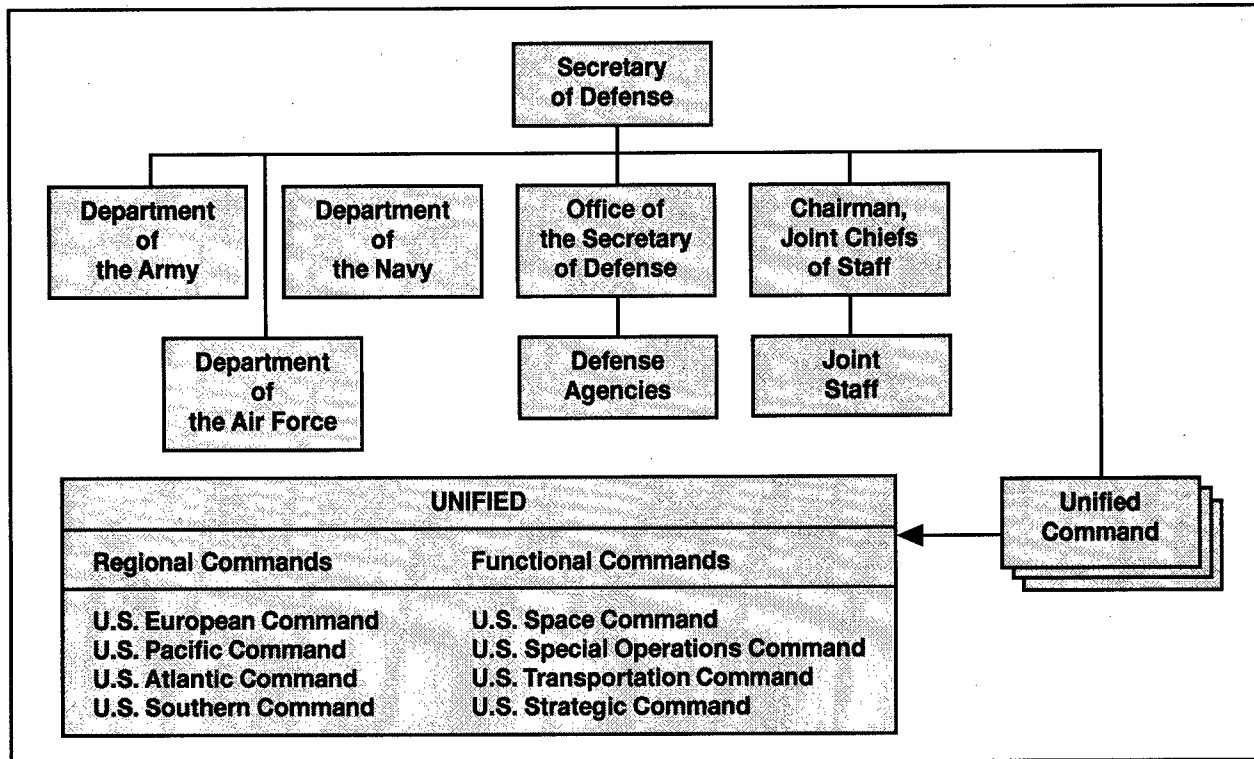 Secretary
of Defense
Department
of
the Army
Department
of
the Navy
Office of
the Secretary
of Defense
Chairman,
Joint Chiefs
of Staff
Department
of
the Air Force
Defense
Agencies
Joint
Staff
Unified
Command
UNIFIED
Regional Commands
Functional Commands
U.S. European Command
U.S. Pacific Command
U.S. Atlantic Command
U.S. Southern Command
U.S. Space Command
U.S. Special Operations Command
U.S. Transportation Command
U.S. Strategic Command